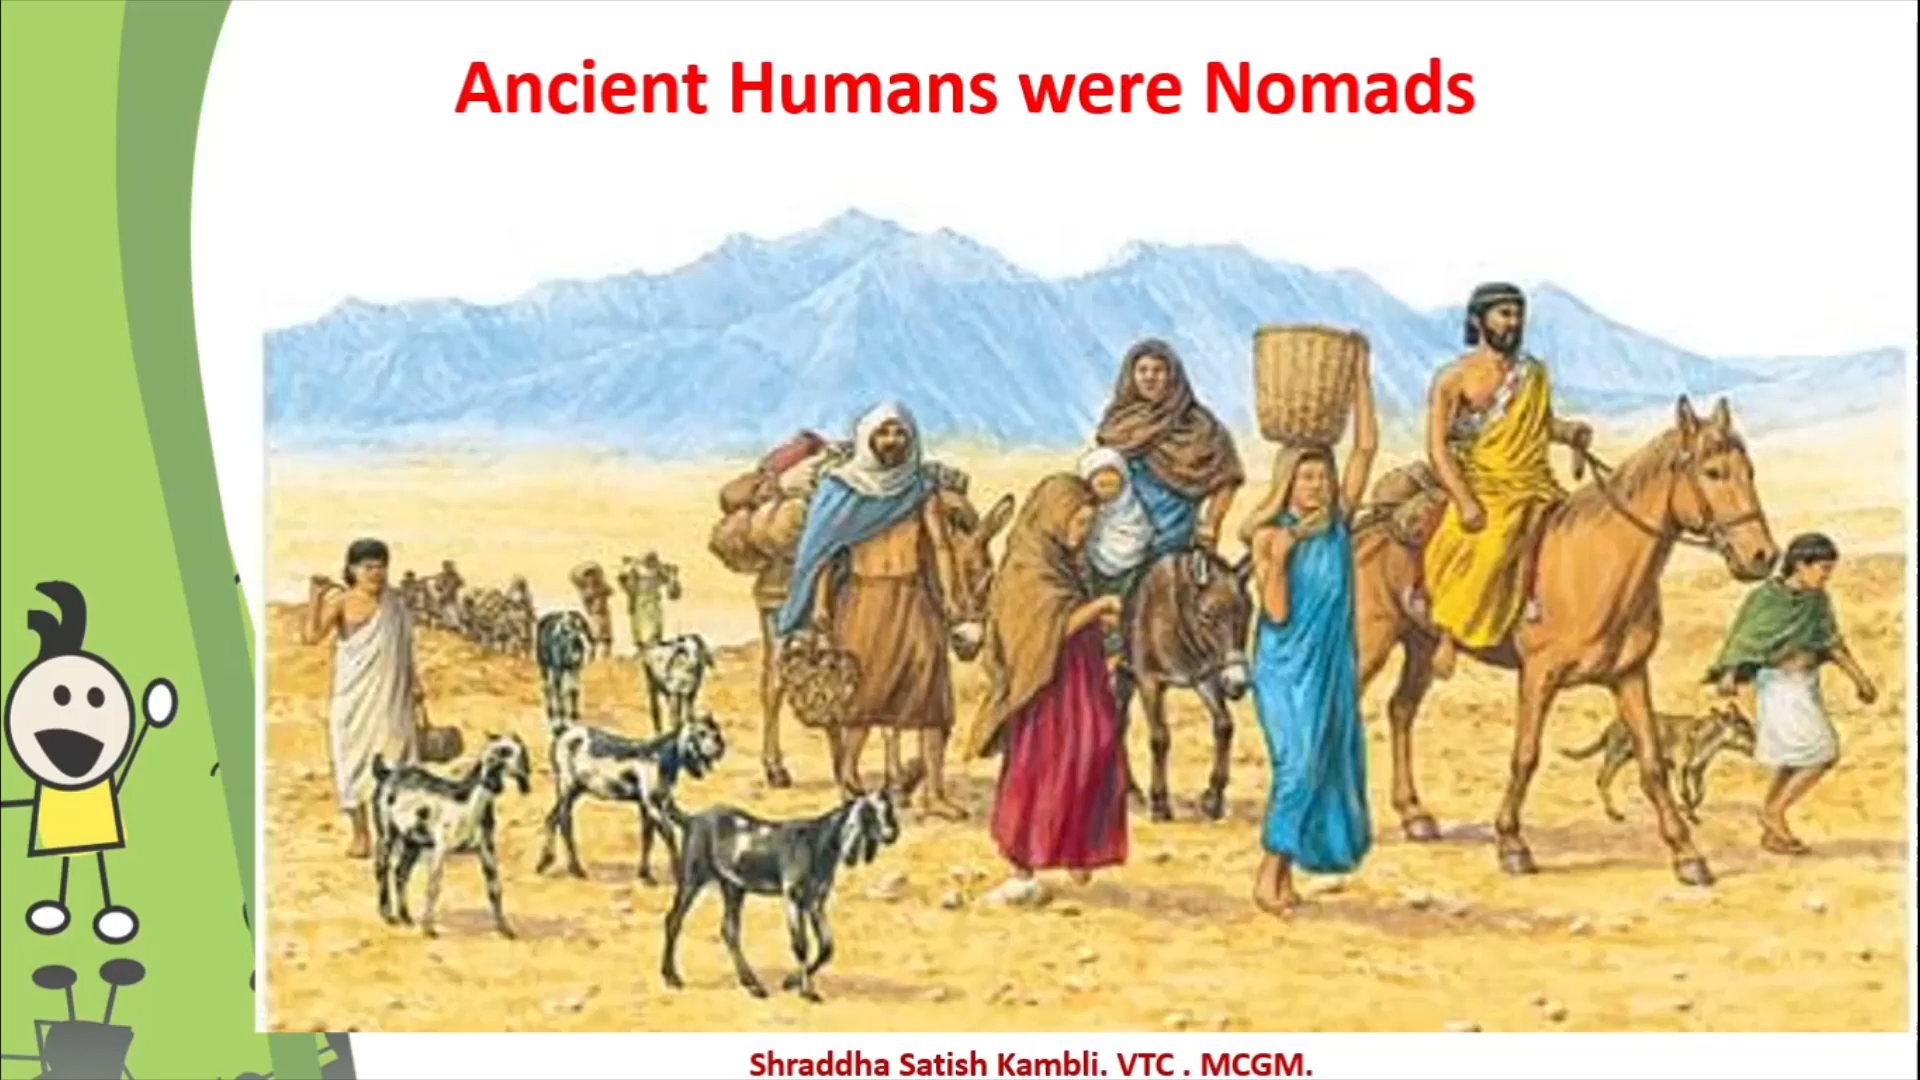 Ancient Humans were Nomads
Shraddha Satish Kambli. VTC . MCGM.